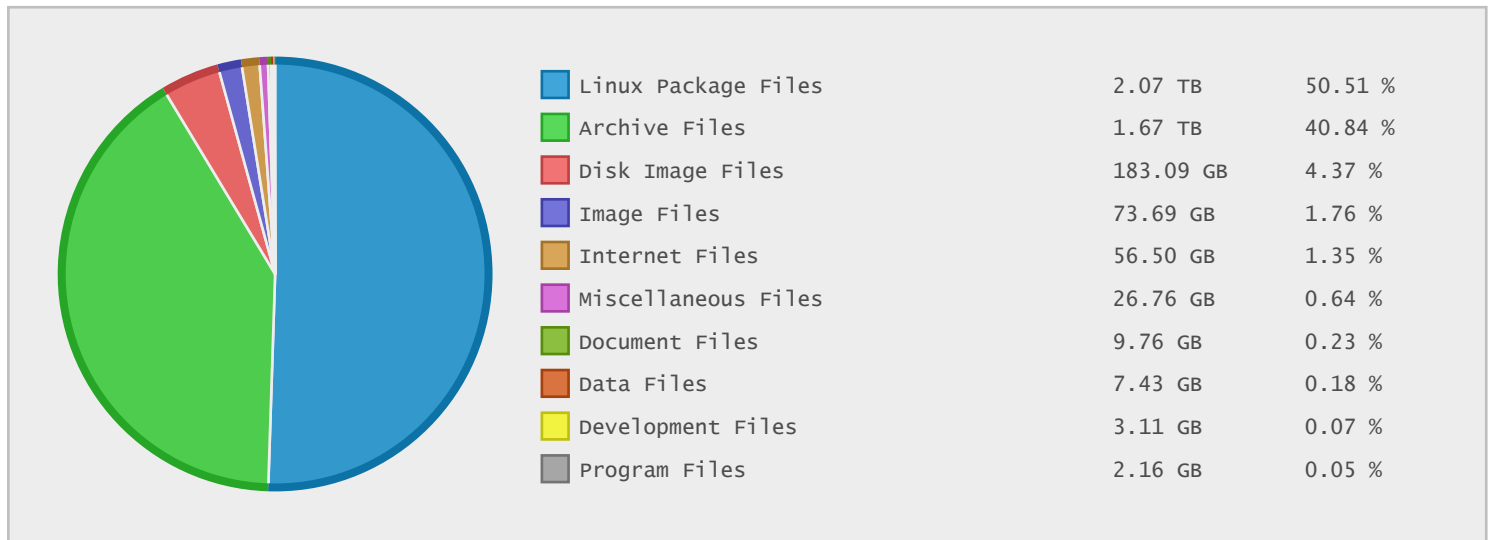 Linux Package Files 2.07 TB 50.51 %
Archive Files 1.67 TB 40.84 %
Disk Image Files 183.09 GB 4.37 %
Image Files 73.69 GB 1.76 %
Internet Files 56.50 GB 1.35 %
Miscellaneous Files 26.76 GB 0.64 %
Document Files 9.76 GB 0.23 %
Data Files 7.43 GB 0.18 %
Development Files 3.11 GB 0.07 %
Program Files 2.16 GB 0.05 %